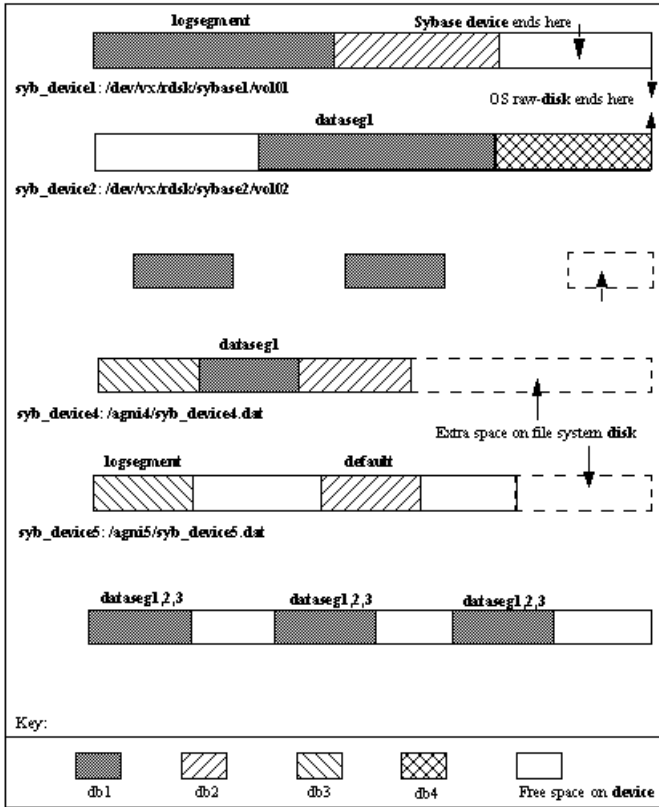 logsegment
Sybase device ends here
syb_device1: /dev/vx/rdsk/sybase1/vol01
OS raw-disk ends here
dataseg1
syb_device2: /dev/vx/rdsk/sybase2/vol02
dataseg1
syb_device4: /agni4/syb_device4.dat
Extra space on file system disk
logsegment default
syb_device5: /agni5/syb_device5.dat
dataseg1,2,3 dataseg1,2,3 dataseg1,2,3
Key:
db1 db2 db3 db4 Free space on device